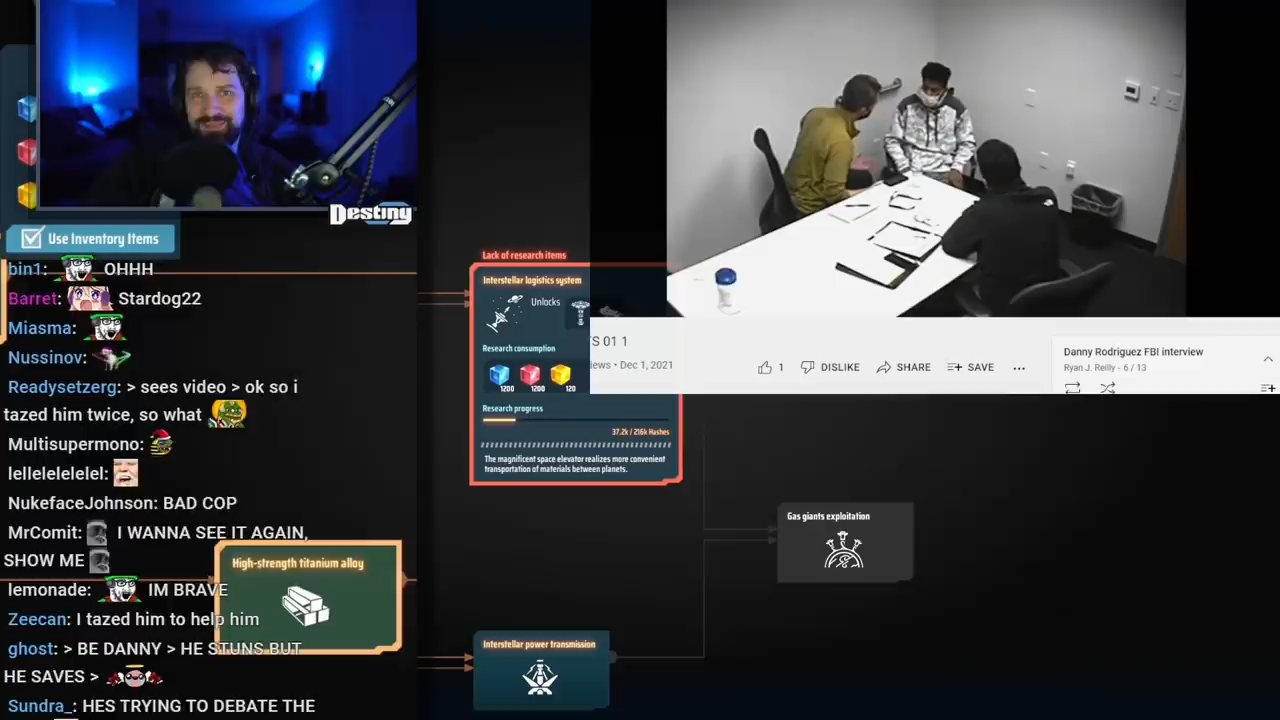 Destiny
Use Inventory Items
bin1: OHHH
Barret: Stardog22
Miasma:
Nussinov:
Readysetzerg: > sees video > ok so i
tazed him twice, so what
Multisupermono:
lellelelelelel:
NukefaceJohnson: BAD COP
MrComit: I WANNA SEE IT AGAIN,
SHOW ME
lemonade: IM BRAVE
Zeecan: I tazed him to help him
ghost: > BE DANNY > HE STUNS BUT
HE SAVES >
Sundra_: HES TRYING TO DEBATE THE
High-strength titanium alloy
Lack of research items
Interstellar logistics system
Unlocks
Research consumption
1200 1200 120
Research progress
37.2k / 216k Hashes
The magnificent space elevator realizes more convenient
transportation of materials between planets.
Interstellar power transmission
Gas giants exploitation
S 01 1
iews • Dec 1, 2021
1 DISLIKE SHARE SAVE
Danny Rodriguez FBI interview
Ryan J. Reilly - 6 / 13